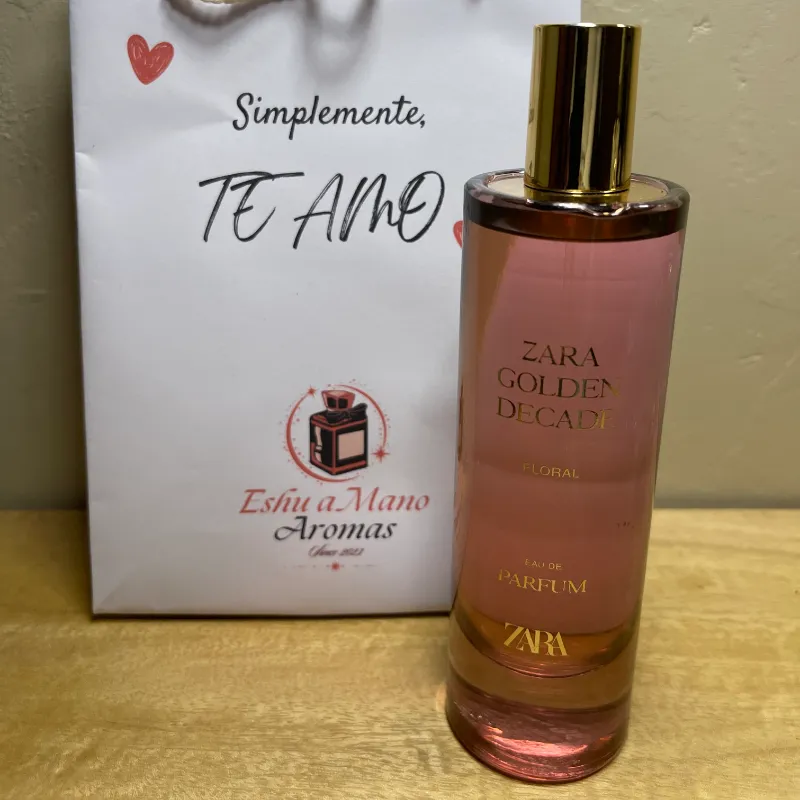 Simplemente,
TE AMO
Eshu a Mano
Aromas
ZARA
GOLDEN
DECADE
FLORAL
EAU DE
PARFUM
ZARA